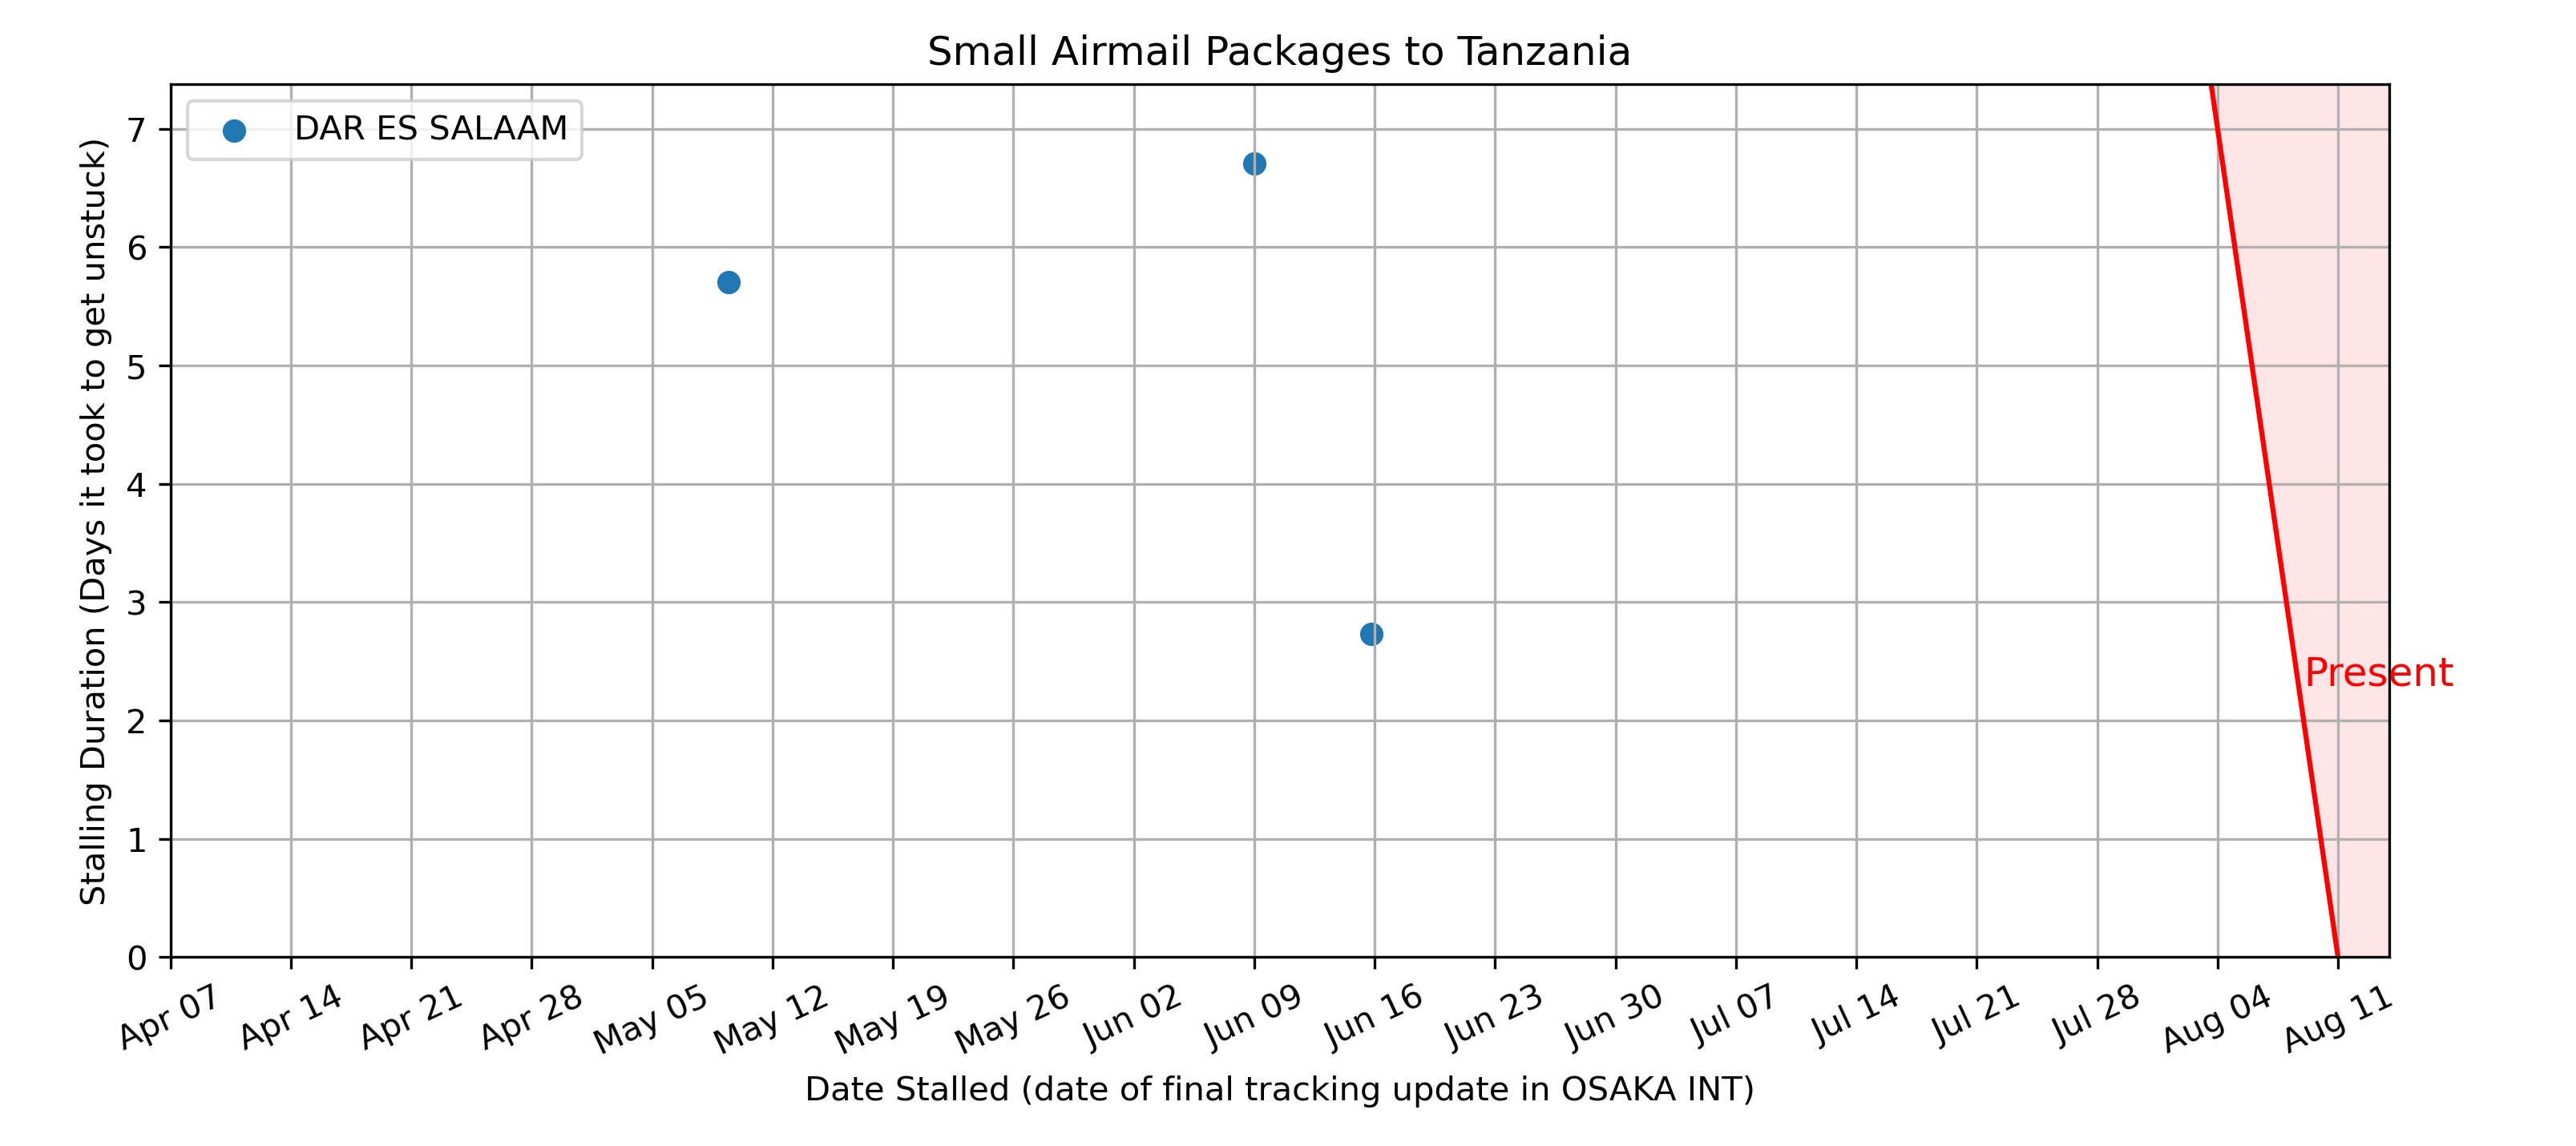 Small Airmail Packages to Tanzania
DAR ES SALAAM
Stalling Duration (Days it took to get unstuck)
7
6
5
4
3
2
1
0
Present
Apr 07
Apr 14
Apr 21
Apr 28
May 05
May 12
May 19
May 26
Jun 02
Jun 09
Jun 16
Jun 23
Jun 30
Jul 07
Jul 14
Jul 21
Jul 28
Aug 04
Aug 11
Date Stalled (date of final tracking update in OSAKA INT)